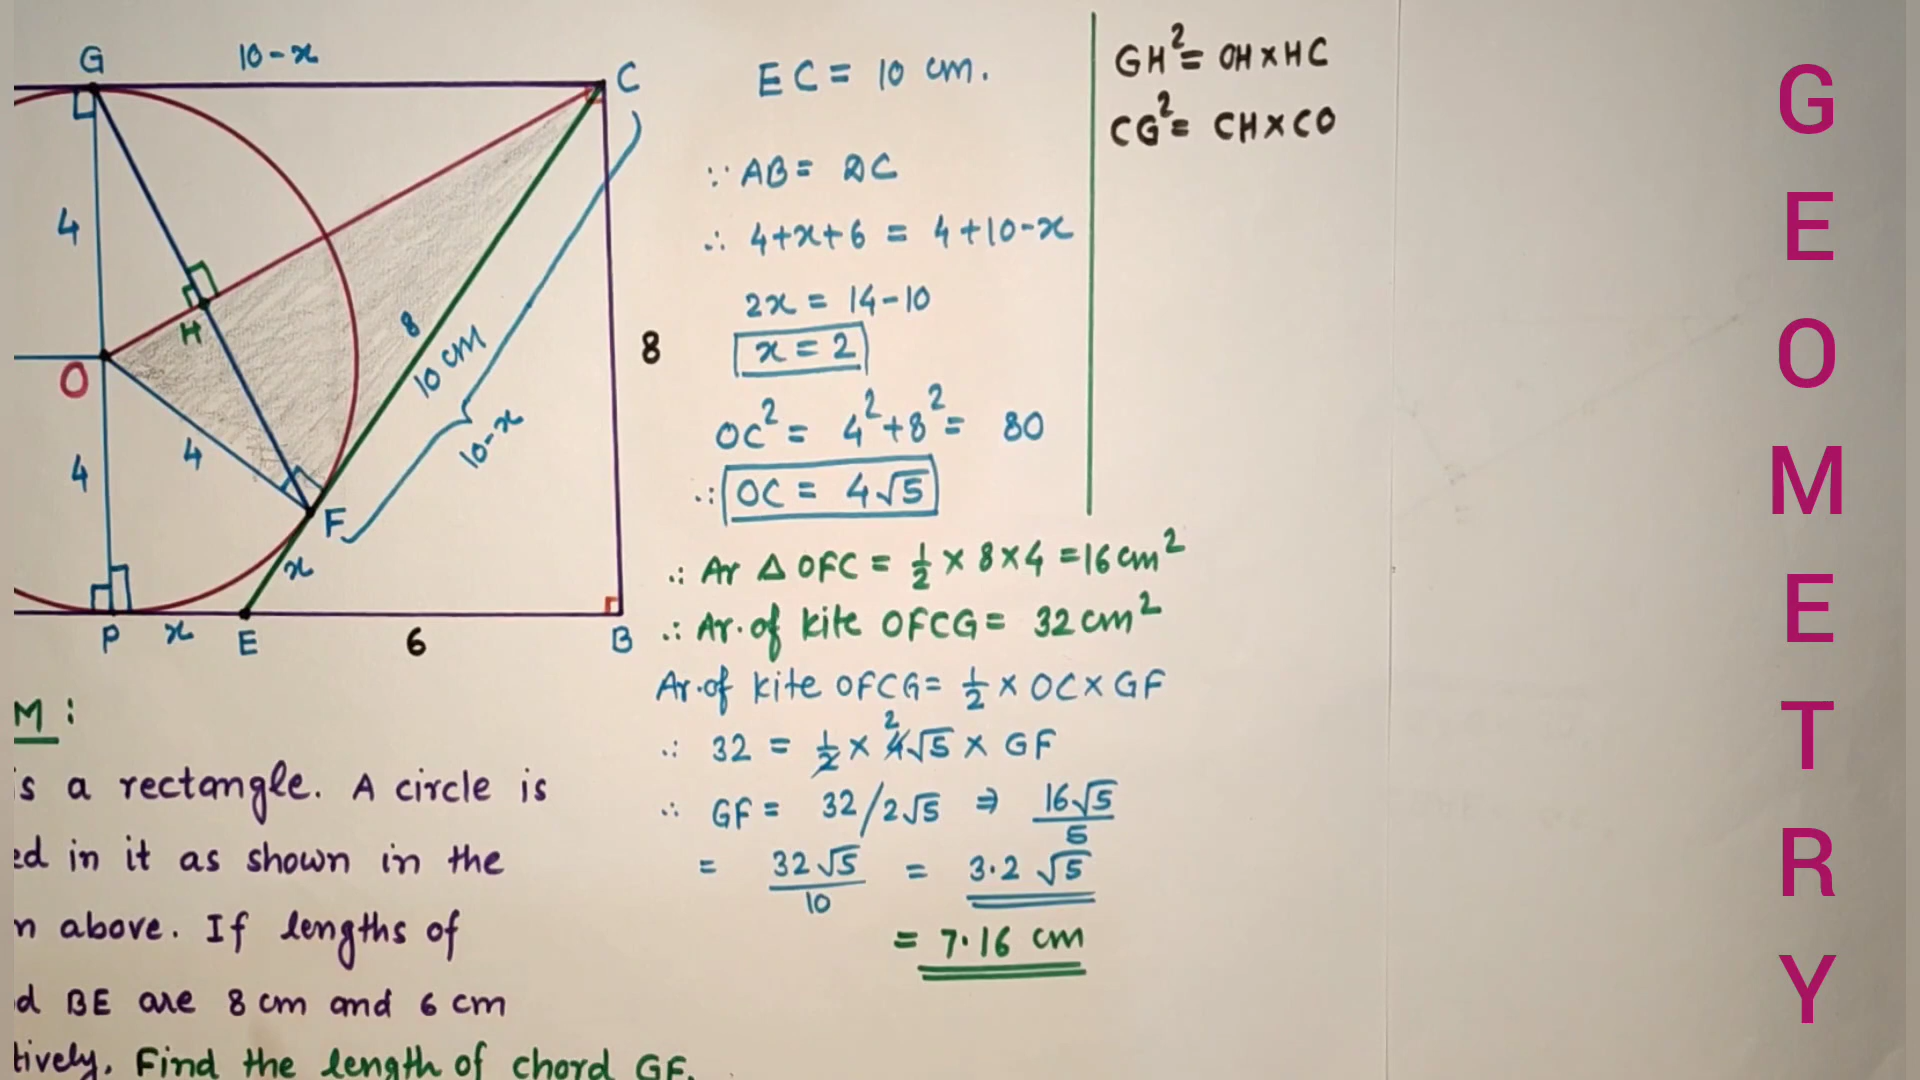 G
10-x
C
4
H
8
10 cm
8
O
4
4
10-x
F
x
P
x
E
6
B
M :
s a rectangle. A circle is
ed in it as shown in the
n above. If lengths of
d BE are 8 cm and 6 cm
tively. Find the length of chord GF.
EC = 10 cm.
∵ AB = DC
∴ 4+x+6 = 4+10-x
2x = 14-10
x = 2
OC² = 4²+8² = 80
∴ OC = 4√5
∴ Ar △ OFC = ½ × 8 × 4 = 16 cm²
∴ Ar. of kite OFCG = 32 cm²
Ar. of kite OFCG = ½ × OC × GF
∴ 32 = ½ × 4√5 × GF
2
∴ GF = 32/2√5 ⇒ 16√5/5
= 32√5/10 = 3.2 √5
= 7.16 cm
GH² = OH×HC
CG² = CH×CO
G
E
O
M
E
T
R
Y